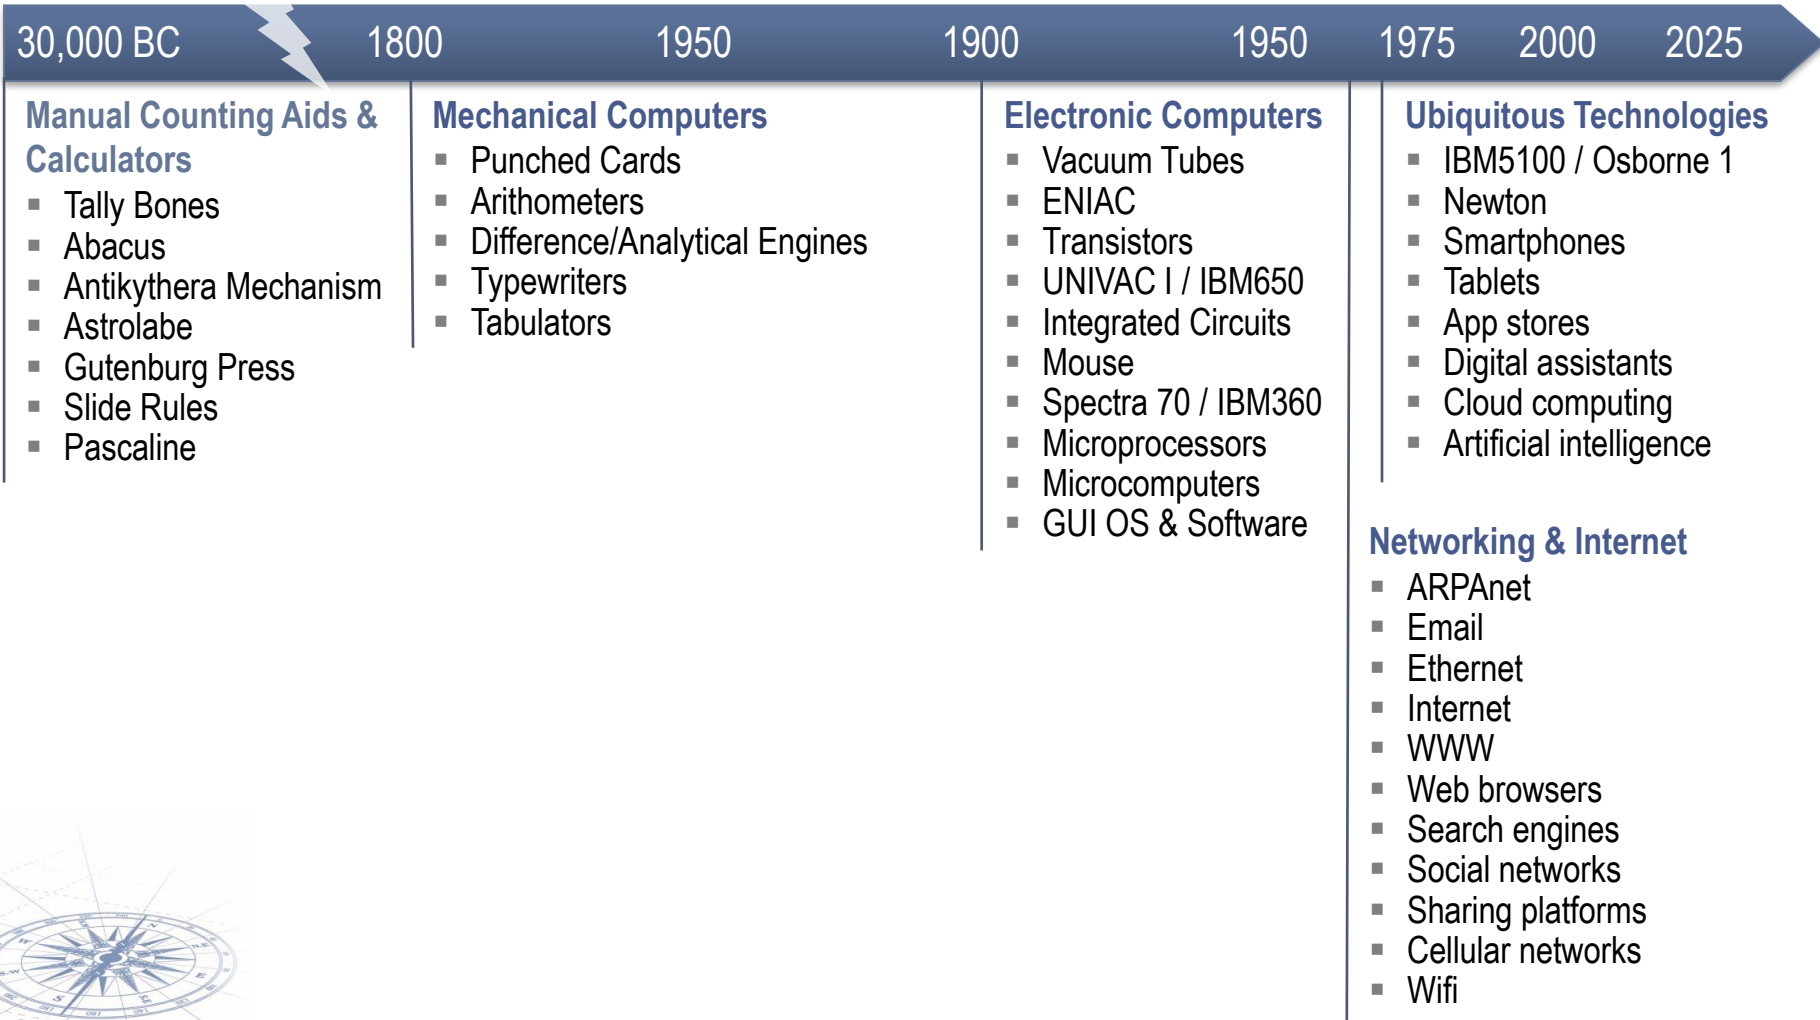 30,000 BC 1800 1950 1900 1950 1975 2000 2025
Manual Counting Aids &
Calculators
▪ Tally Bones
▪ Abacus
▪ Antikythera Mechanism
▪ Astrolabe
▪ Gutenburg Press
▪ Slide Rules
▪ Pascaline
Mechanical Computers
▪ Punched Cards
▪ Arithometers
▪ Difference/Analytical Engines
▪ Typewriters
▪ Tabulators
Electronic Computers
▪ Vacuum Tubes
▪ ENIAC
▪ Transistors
▪ UNIVAC I / IBM650
▪ Integrated Circuits
▪ Mouse
▪ Spectra 70 / IBM360
▪ Microprocessors
▪ Microcomputers
▪ GUI OS & Software
Ubiquitous Technologies
▪ IBM5100 / Osborne 1
▪ Newton
▪ Smartphones
▪ Tablets
▪ App stores
▪ Digital assistants
▪ Cloud computing
▪ Artificial intelligence
Networking & Internet
▪ ARPAnet
▪ Email
▪ Ethernet
▪ Internet
▪ WWW
▪ Web browsers
▪ Search engines
▪ Social networks
▪ Sharing platforms
▪ Cellular networks
▪ Wifi
W
N
N.E
E
SE
S
S.W